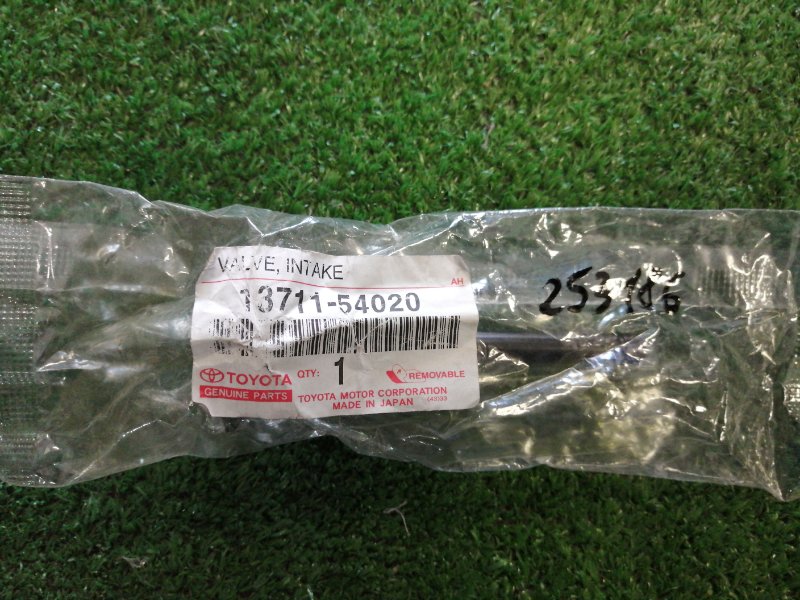 VALVE, INTAKE
AH
13711-54020
TOYOTA
GENUINE PARTS
QTY: 1
REMOVABLE
TOYOTA MOTOR CORPORATION
MADE IN JAPAN